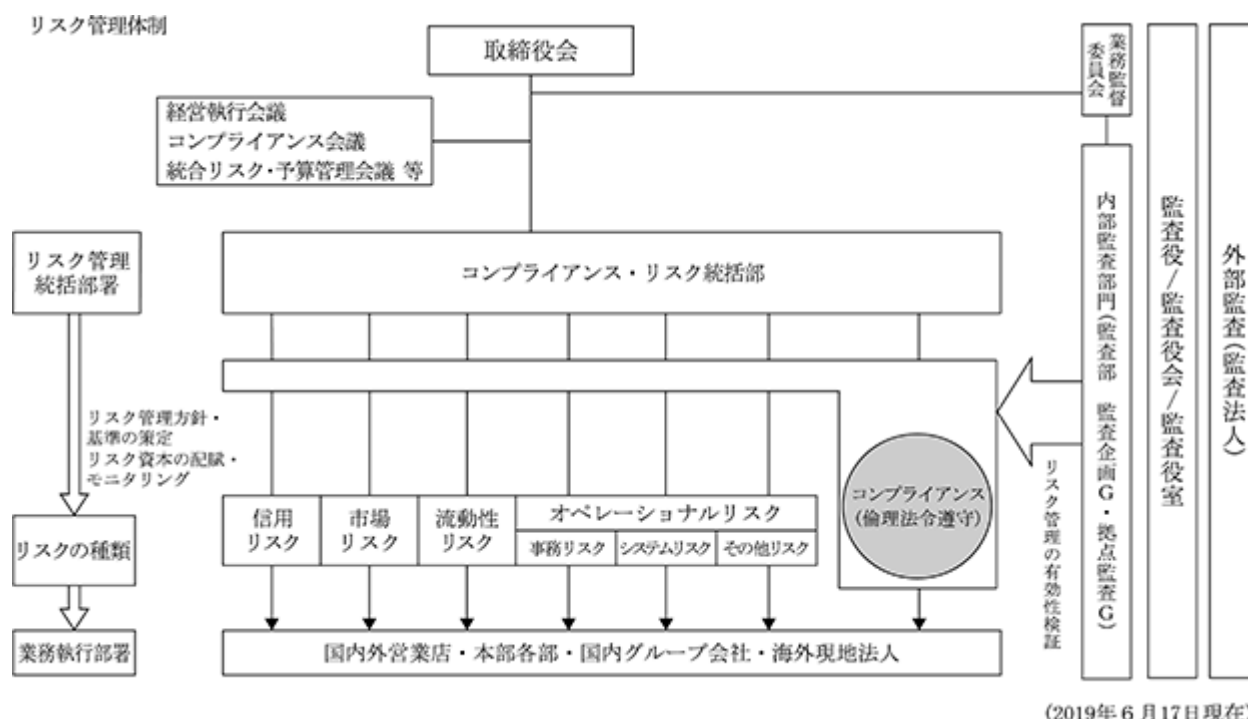 リスク管理体制
取締役会
経営執行会議
コンプライアンス会議
統合リスク・予算管理会議 等
業務監督
委員会
リスク管理
統括部署
コンプライアンス・リスク統括部
内部監査部門(監査部 監査企画G・拠点監査G)
監査役/監査役会/監査役室
外部監査(監査法人)
リスク管理方針・
基準の策定
リスク資本の配賦・
モニタリング
リスク管理の有効性検証
リスクの種類
信用
リスク
市場
リスク
流動性
リスク
オペレーショナルリスク
事務リスク
システムリスク
その他リスク
コンプライアンス
(倫理法令遵守)
業務執行部署
国内外営業店・本部各部・国内グループ会社・海外現地法人
(2019年6月17日現在)